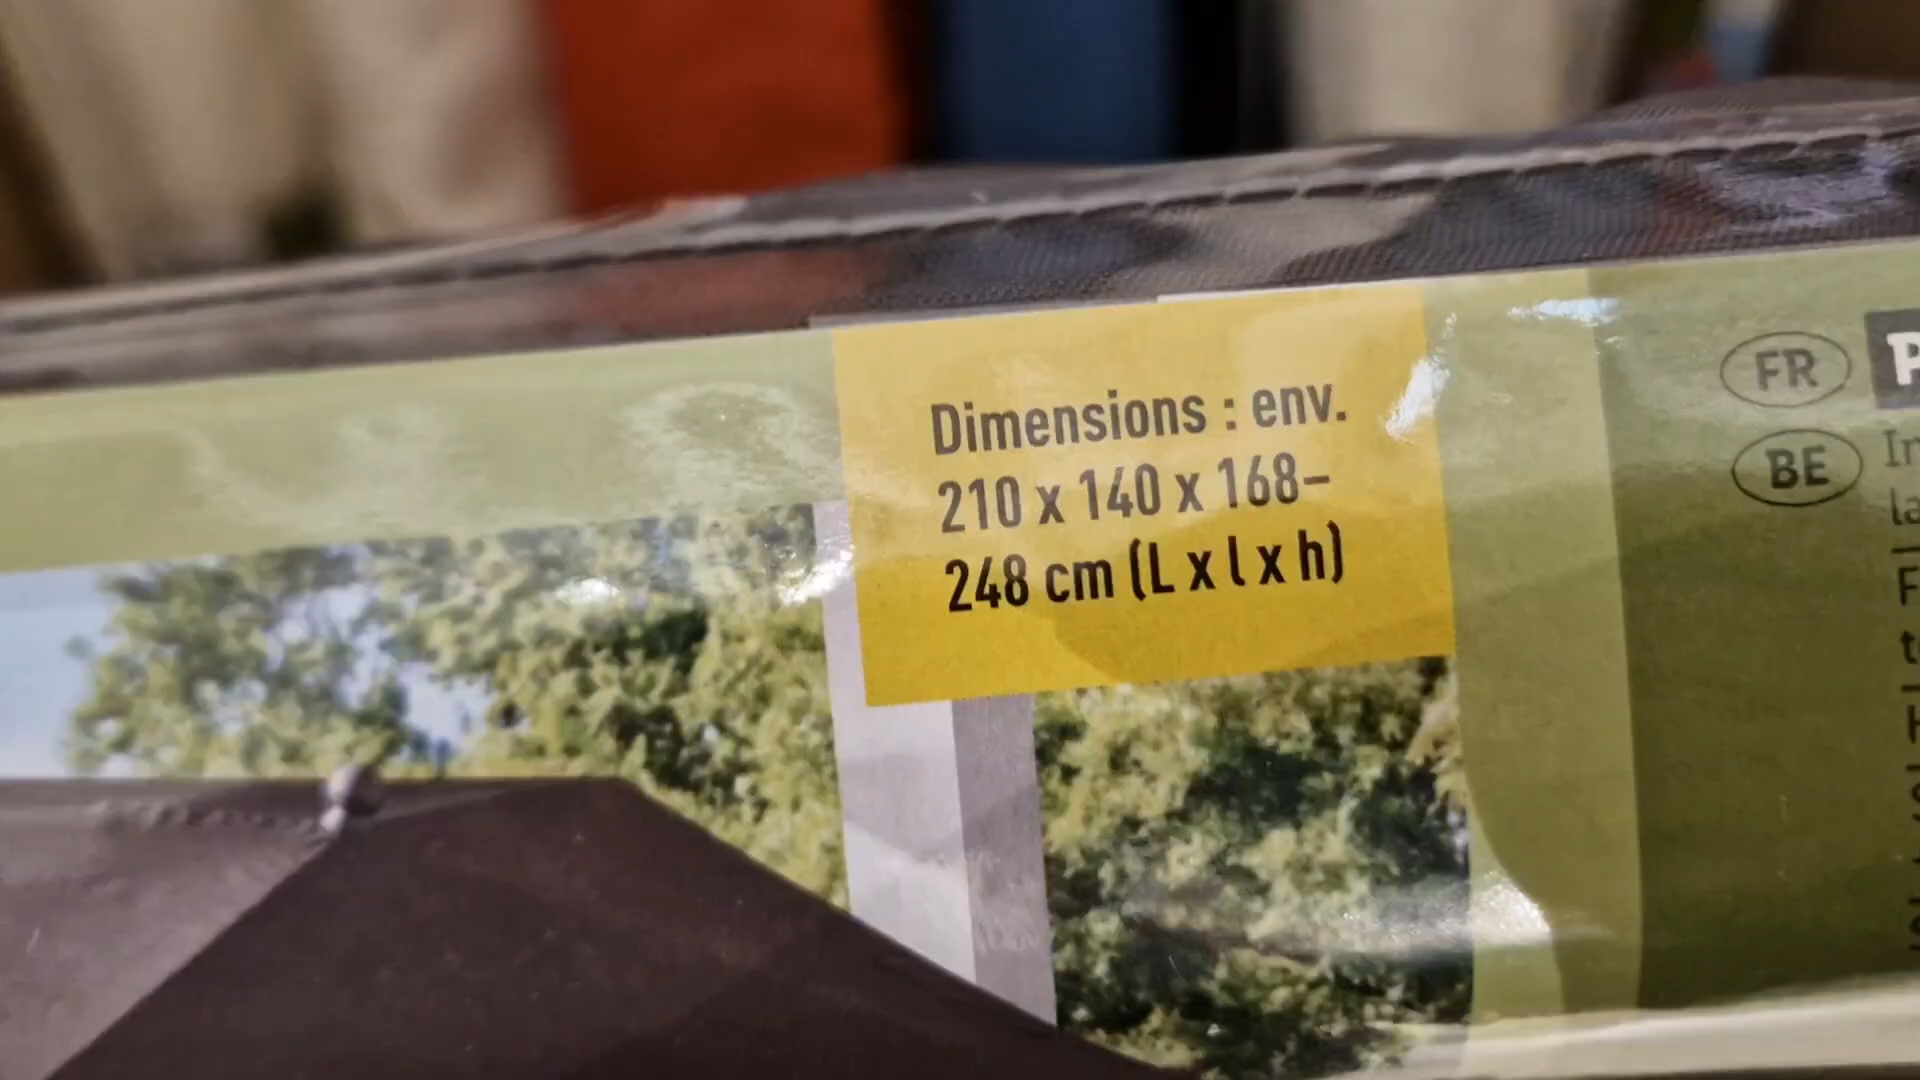 Dimensions : env.
210 x 140 x 168–
248 cm (L x l x h)
FR
BE